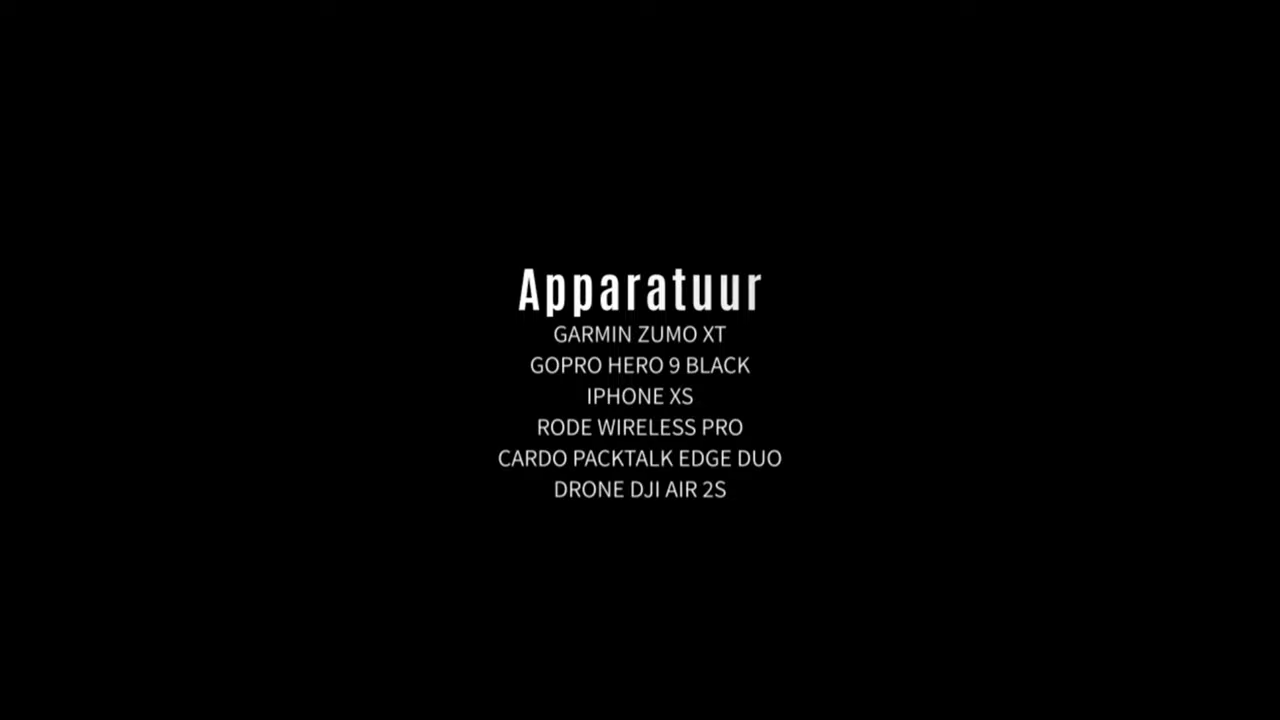 Apparatuur
GARMIN ZUMO XT
GOPRO HERO 9 BLACK
IPHONE XS
RODE WIRELESS PRO
CARDO PACKTALK EDGE DUO
DRONE DJI AIR 2S